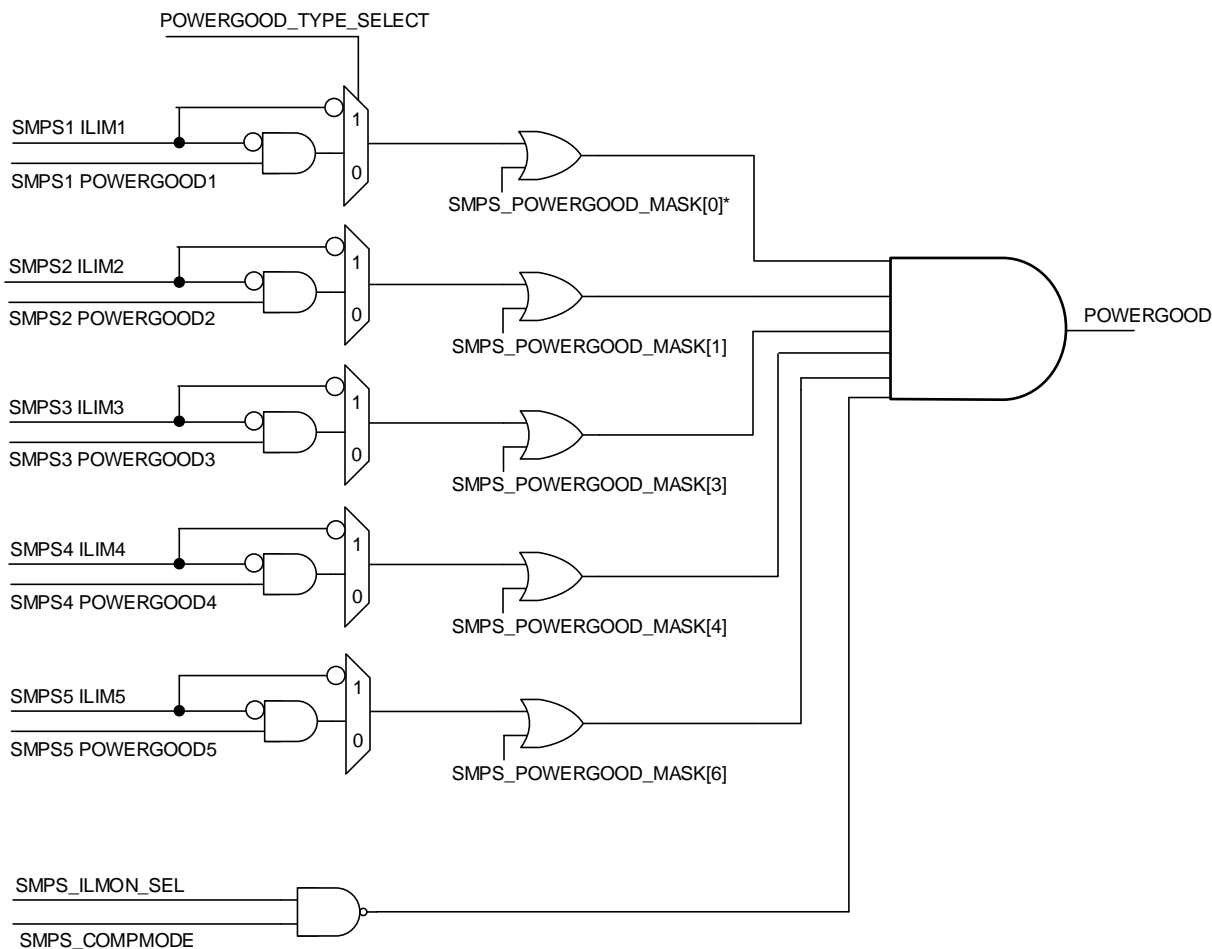 POWERGOOD_TYPE_SELECT
SMPS1 ILIM1
1
0
SMPS1 POWERGOOD1
SMPS_POWERGOOD_MASK[0]*
SMPS2 ILIM2
1
0
SMPS2 POWERGOOD2
SMPS_POWERGOOD_MASK[1]
POWERGOOD
SMPS3 ILIM3
1
0
SMPS3 POWERGOOD3
SMPS_POWERGOOD_MASK[3]
SMPS4 ILIM4
1
0
SMPS4 POWERGOOD4
SMPS_POWERGOOD_MASK[4]
SMPS5 ILIM5
1
0
SMPS5 POWERGOOD5
SMPS_POWERGOOD_MASK[6]
SMPS_ILMON_SEL
SMPS_COMPMODE